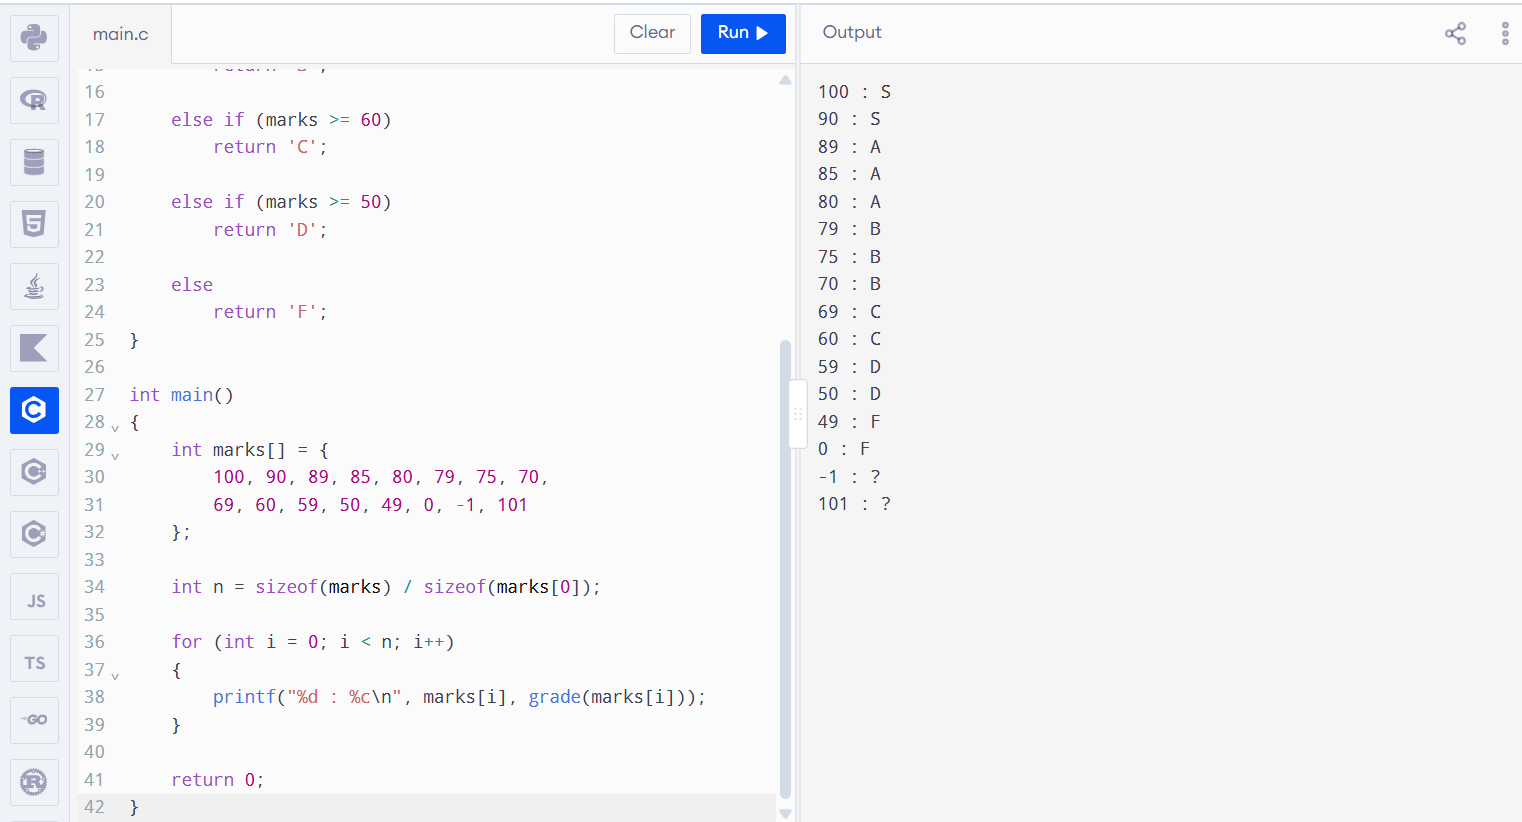 main.c
Clear
Run
Output
16
17 else if (marks >= 60)
18 return 'C';
19
20 else if (marks >= 50)
21 return 'D';
22
23 else
24 return 'F';
25 }
26
27 int main()
28 {
29 int marks[] = {
30 100, 90, 89, 85, 80, 79, 75, 70,
31 69, 60, 59, 50, 49, 0, -1, 101
32 };
33
34 int n = sizeof(marks) / sizeof(marks[0]);
35
36 for (int i = 0; i < n; i++)
37 {
38 printf("%d : %c\n", marks[i], grade(marks[i]));
39 }
40
41 return 0;
42 }
100 : S
90 : S
89 : A
85 : A
80 : A
79 : B
75 : B
70 : B
69 : C
60 : C
59 : D
50 : D
49 : F
0 : F
-1 : ?
101 : ?
R
5
C
C
C
JS
TS
GO
R